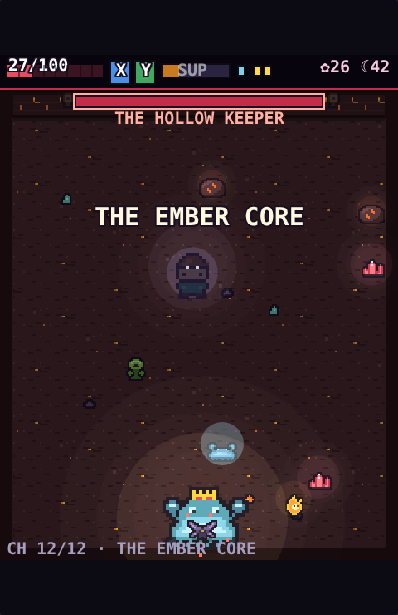 27/100 X Y SUP ✿26 ☾42
THE HOLLOW KEEPER
THE EMBER CORE
CH 12/12 · THE EMBER CORE